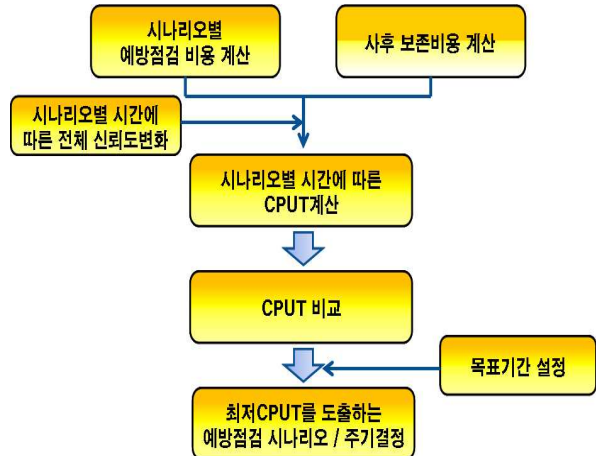 시나리오별
예방점검 비용 계산
사후 보존비용 계산
시나리오별 시간에
따른 전체 신뢰도변화
시나리오별 시간에 따른
CPUT계산
CPUT 비교
목표기간 설정
최저CPUT를 도출하는
예방점검 시나리오 / 주기결정